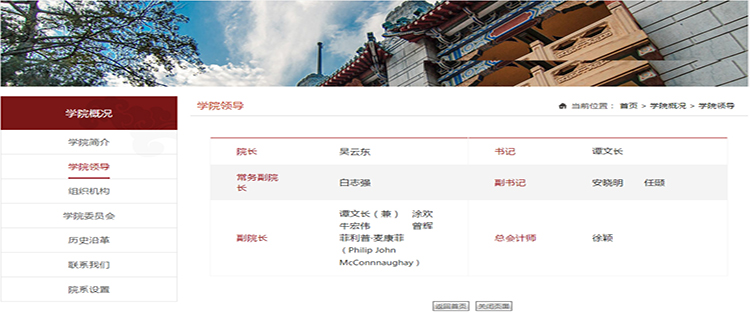 学院概况
学院简介
学院领导
组织机构
学院委员会
历史沿革
联系我们
院系设置
学院领导
当前位置： 首页 > 学院概况 > 学院领导
院长 吴云东 书记 谭文长
常务副院长 白志强 副书记 安晓明 任颋
副院长
谭文长（兼） 涂欢
牛宏伟 曾辉
菲利普·麦康菲
（Philip John
McConnnaughay）
总会计师 徐颖
返回首页 关闭页面